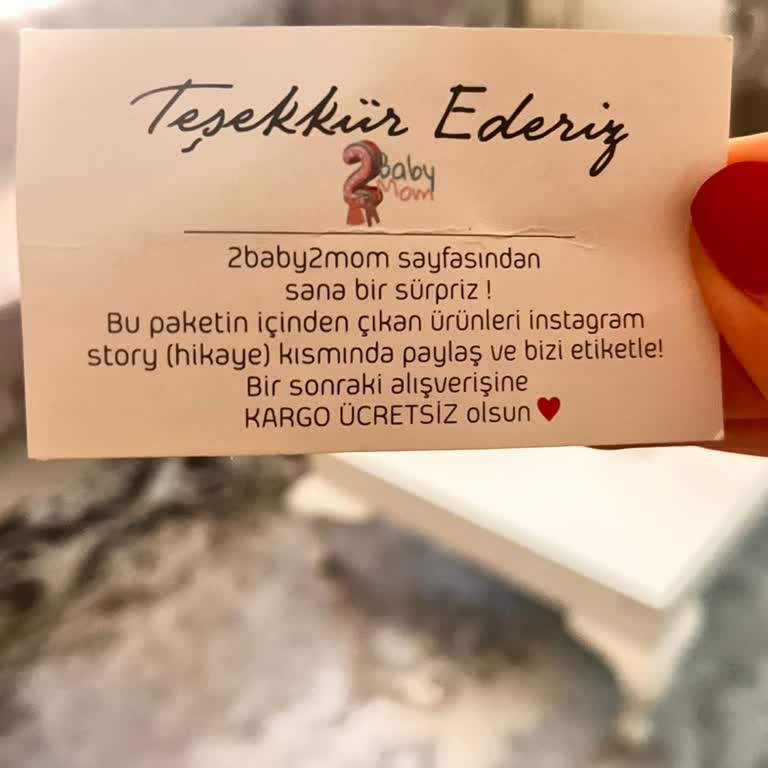 Teşekkür Ederiz
2 Baby
Mom
2baby2mom sayfasından
sana bir sürpriz !
Bu paketin içinden çıkan ürünleri instagram
story (hikaye) kısmında paylaş ve bizi etiketle!
Bir sonraki alışverişine
KARGO ÜCRETSİZ olsun